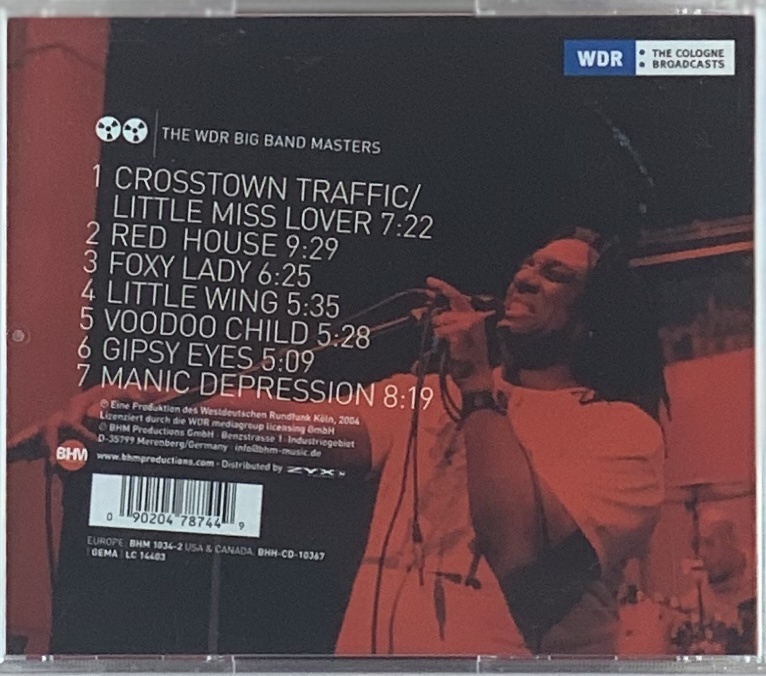 WDR THE COLOGNE
BROADCASTS
THE WDR BIG BAND MASTERS
1 CROSSTOWN TRAFFIC/
LITTLE MISS LOVER 7:22
2 RED HOUSE 9:29
3 FOXY LADY 6:25
4 LITTLE WING 5:35
5 VOODOO CHILD 5:28
6 GIPSY EYES 5:09
7 MANIC DEPRESSION 8:19
℗ Eine Produktion des Westdeutschen Rundfunk Köln, 2004
Lizenziert durch die WDR mediagroup licensing GmbH
© BHM Productions GmbH · Benzstrasse 1 · Industriegebiet
D-35799 Merenberg/Germany · info@bhm-music.de
BHM www.bhmproductions.com · Distributed by ZYX
0 90204 78744 9
EUROPE: BHM 1034-2 USA & CANADA: BHH-CD-10367
GEMA | LC 14403